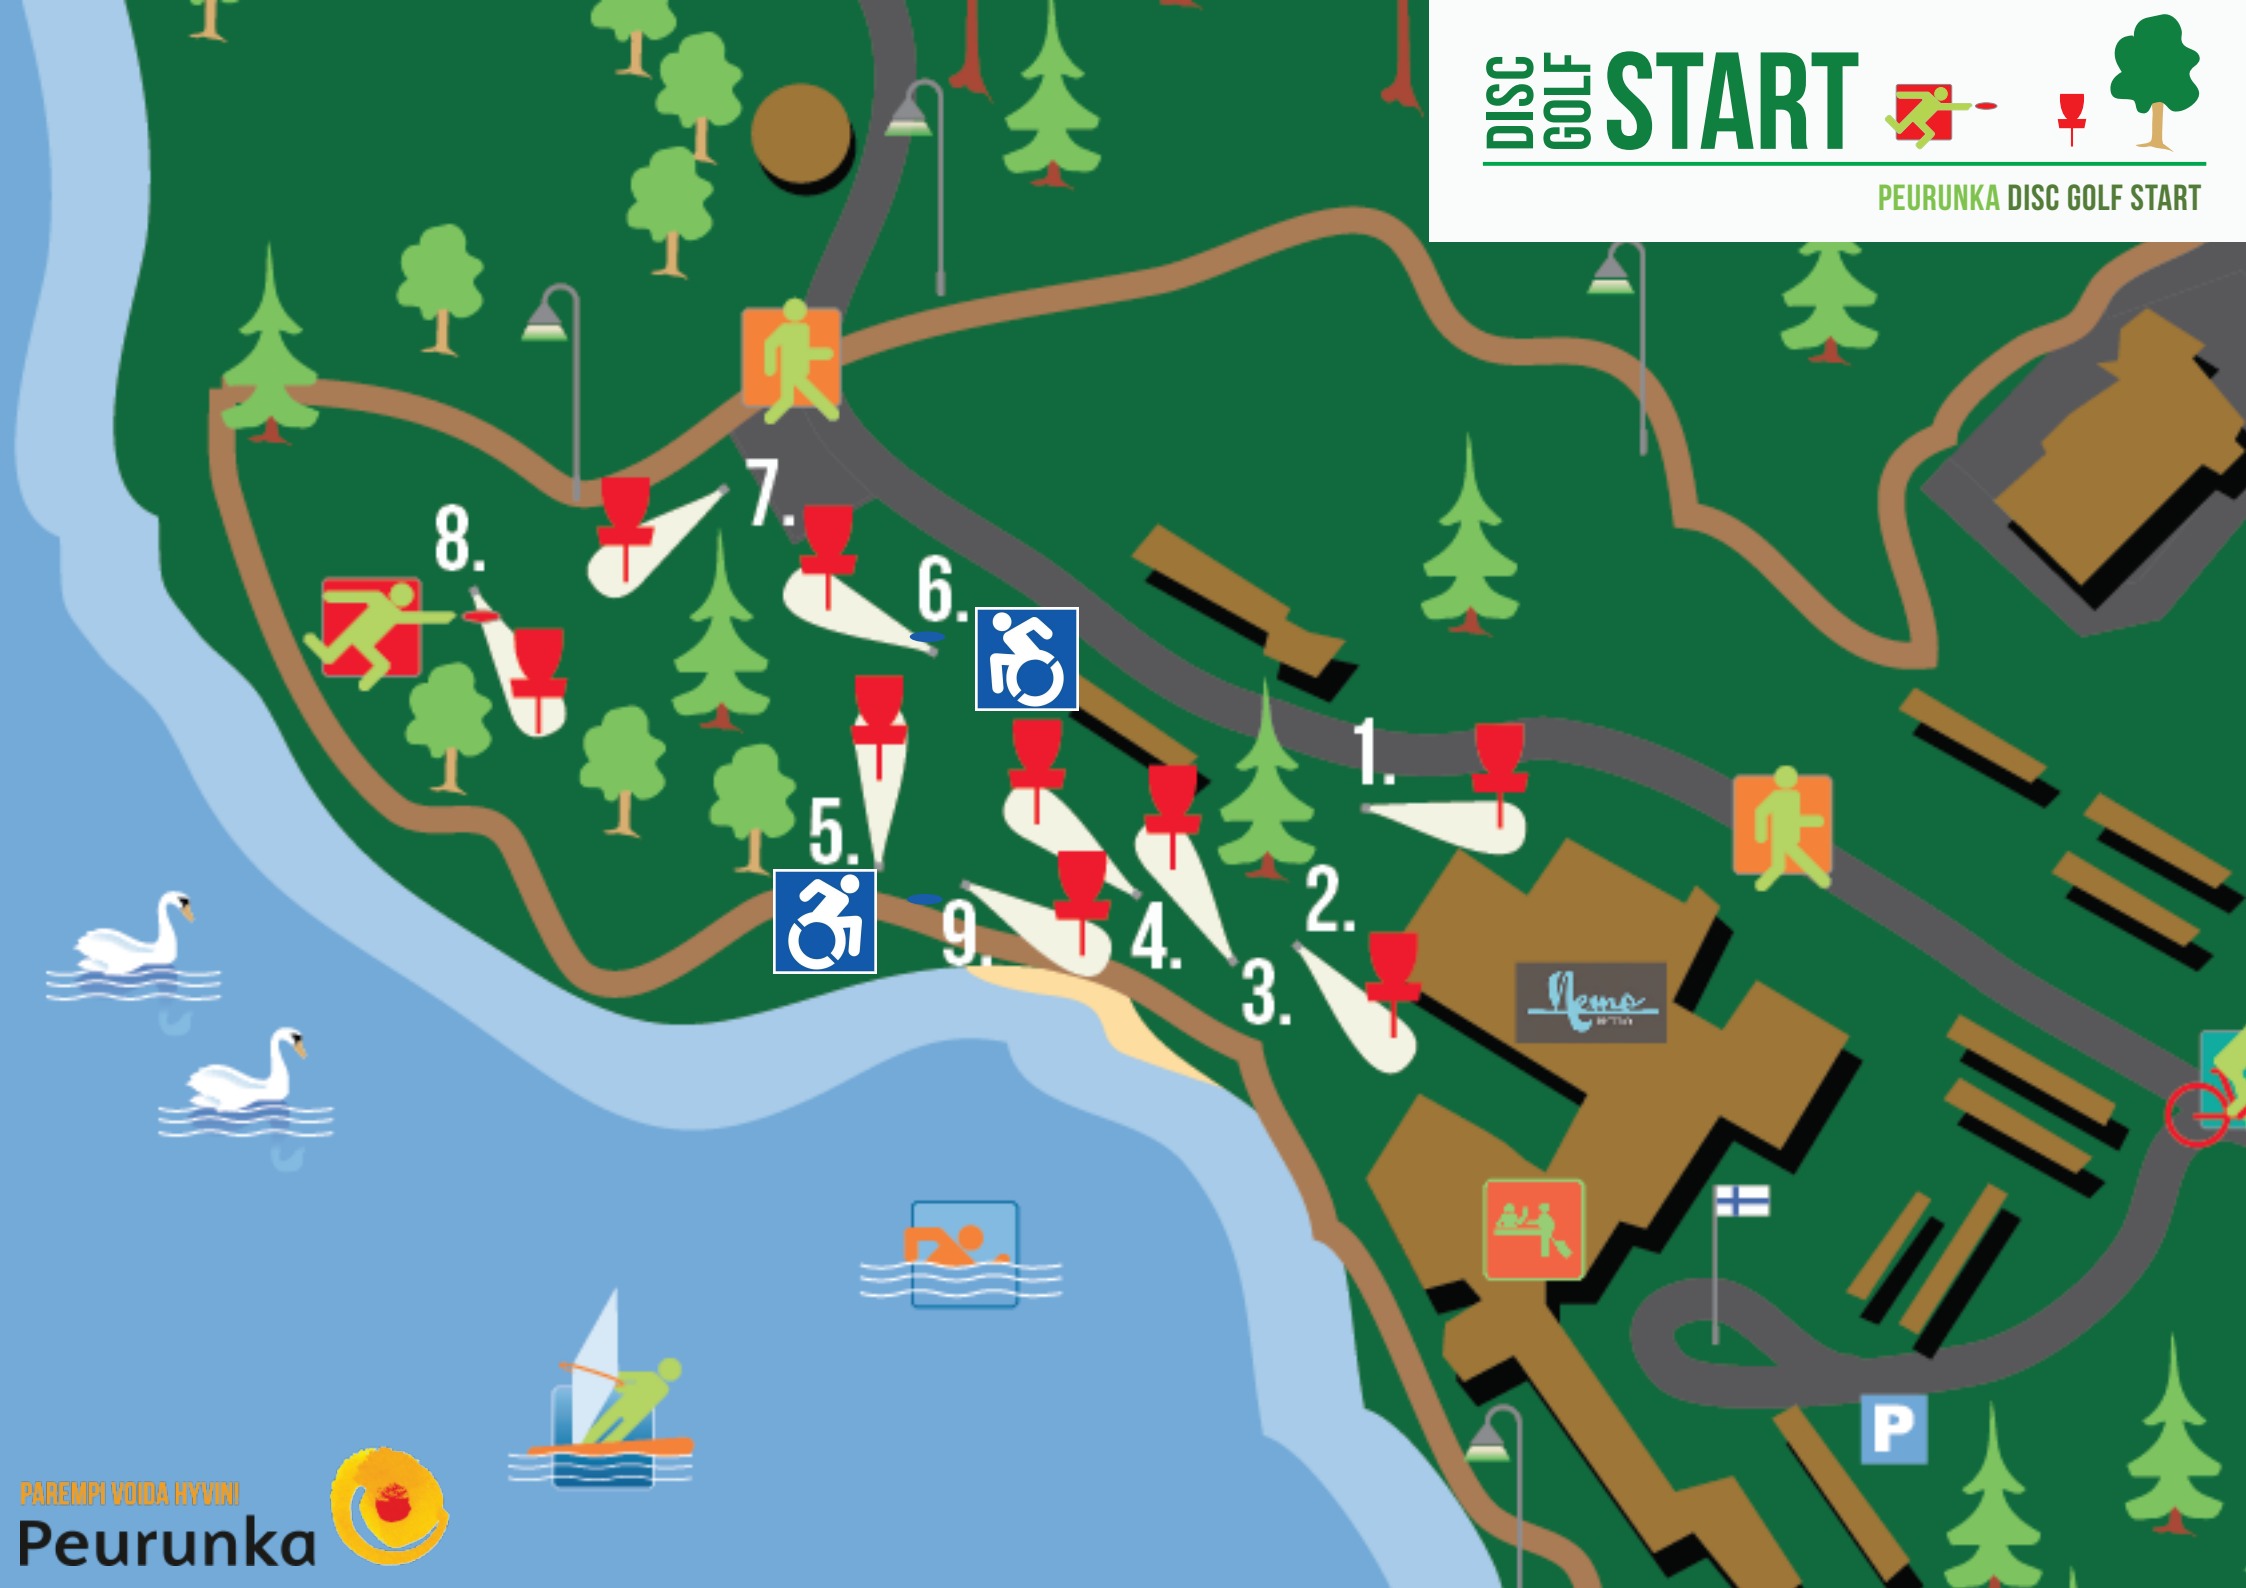 DISC
GOLF
START
PEURUNKA DISC GOLF START
7.
8.
6.
1.
5.
2.
9.
4.
3.
Nemo
P
PAREMPI VOIDA HYVIN!
Peurunka